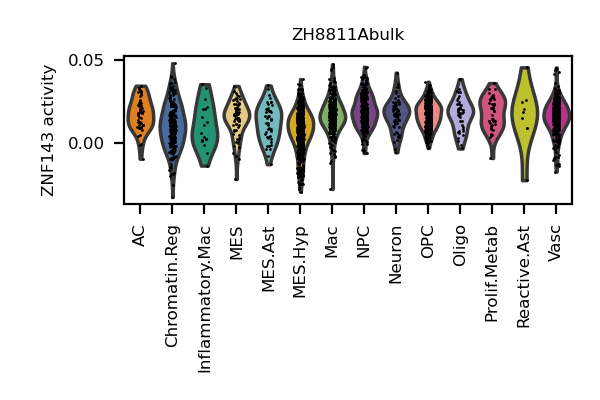 ZH8811Abulk
ZNF143 activity
0.05
0.00
AC
Chromatin.Reg
Inflammatory.Mac
MES
MES.Ast
MES.Hyp
Mac
NPC
Neuron
OPC
Oligo
Prolif.Metab
Reactive.Ast
Vasc